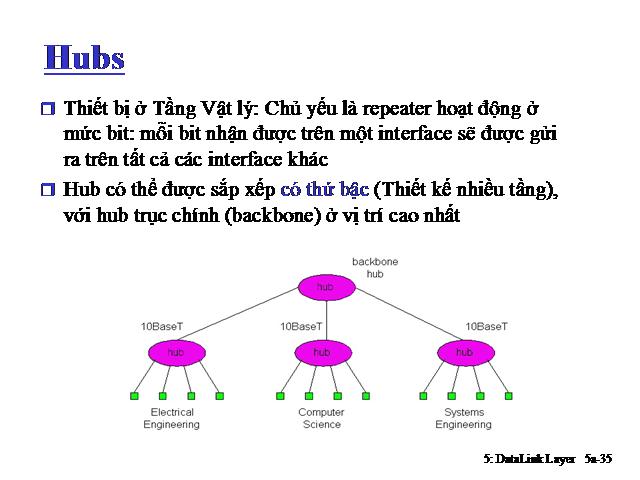 Hubs
Thiết bị ở Tầng Vật lý: Chủ yếu là repeater hoạt động ở
mức bit: mỗi bit nhận được trên một interface sẽ được gửi
ra trên tất cả các interface khác
Hub có thể được sắp xếp có thứ bậc (Thiết kế nhiều tầng),
với hub trục chính (backbone) ở vị trí cao nhất
backbone
hub
hub
10BaseT
10BaseT
10BaseT
hub
hub
hub
Electrical
Engineering
Computer
Science
Systems
Engineering
5: DataLink Layer 5a-35